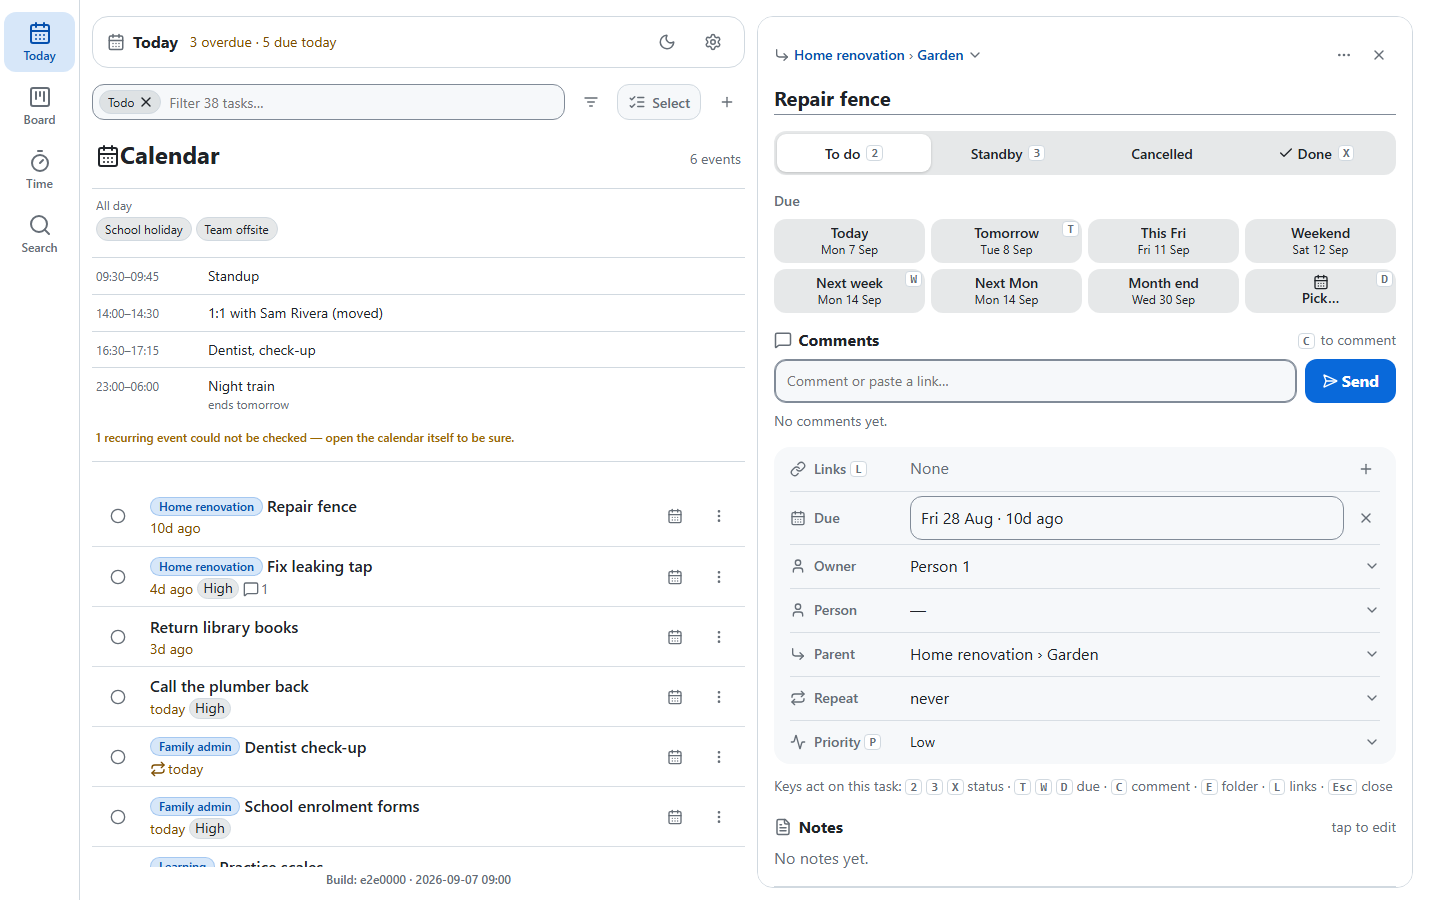 Today
Board
Time
Search
Today 3 overdue · 5 due today
Todo Filter 38 tasks...
Select
Calendar
6 events
All day
School holiday Team offsite
09:30–09:45 Standup
14:00–14:30 1:1 with Sam Rivera (moved)
16:30–17:15 Dentist, check-up
23:00–06:00 Night train
ends tomorrow
1 recurring event could not be checked — open the calendar itself to be sure.
Home renovation Repair fence
10d ago
Home renovation Fix leaking tap
4d ago High 1
Return library books
3d ago
Call the plumber back
today High
Family admin Dentist check-up
today
Family admin School enrolment forms
today High
Learning Practice scales
Build: e2e0000 · 2026-09-07 09:00
Home renovation › Garden
Repair fence
To do 2 Standby 3 Cancelled Done X
Due
Today Tomorrow T This Fri Weekend
Mon 7 Sep Tue 8 Sep Fri 11 Sep Sat 12 Sep
Next week W Next Mon Month end D
Mon 14 Sep Mon 14 Sep Wed 30 Sep Pick...
Comments C to comment
Comment or paste a link... Send
No comments yet.
Links L None
Due Fri 28 Aug · 10d ago
Owner Person 1
Person —
Parent Home renovation › Garden
Repeat never
Priority P Low
Keys act on this task: 2 3 X status · T W D due · C comment · E folder · L links · Esc close
Notes tap to edit
No notes yet.